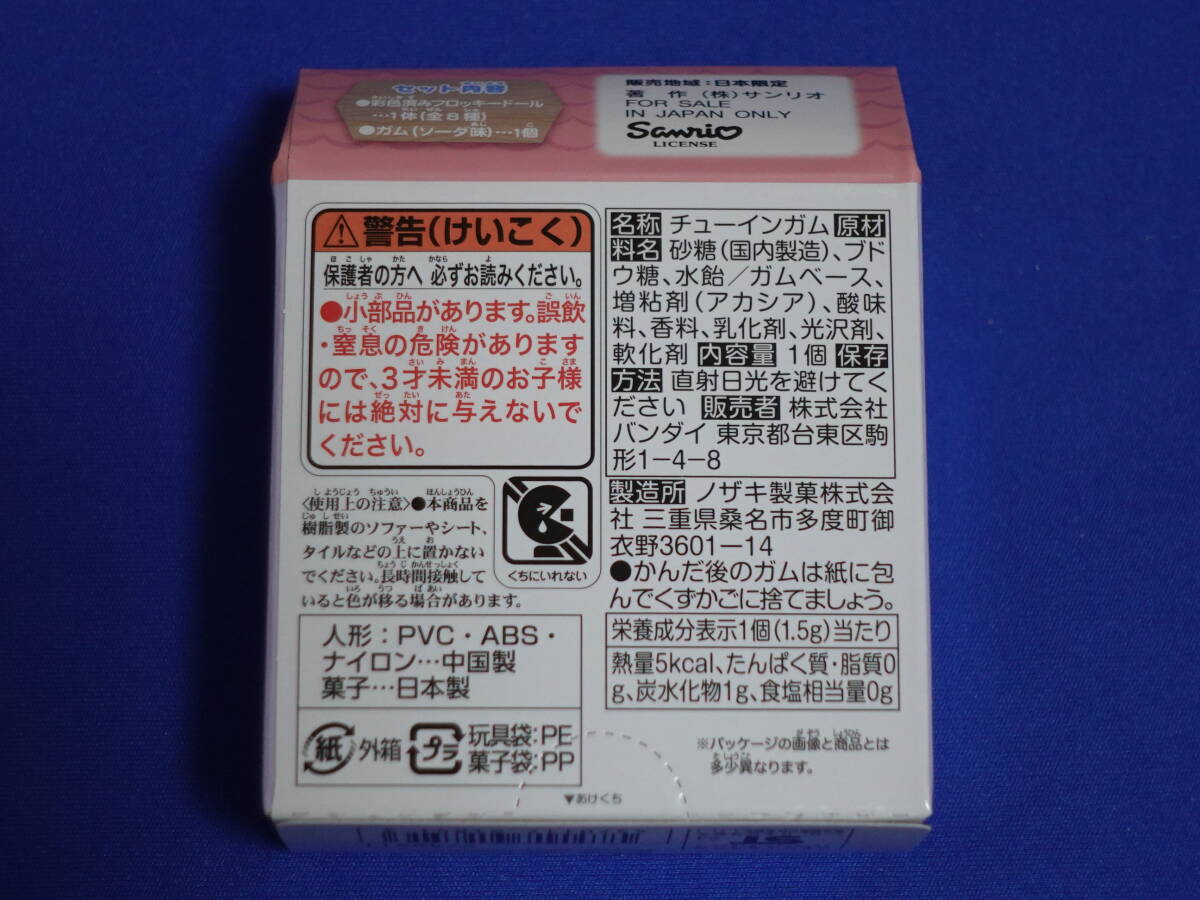 セット内容
●彩色済みフロッキードール
…1体(全8種)
●ガム(ソーダ味)…1個
販売地域：日本限定
著 作 (株)サンリオ
FOR SALE
IN JAPAN ONLY
Sanrio
LICENSE
警告(けいこく)
保護者の方へ 必ずお読みください。
●小部品があります。誤飲
・窒息の危険があります
ので、3才未満のお子様
には絶対に与えないで
ください。
〈使用上の注意〉●本商品を
樹脂製のソファーやシート、
タイルなどの上に置かない
でください。長時間接触して
いると色が移る場合があります。
くちにいれない
人形：PVC・ABS・
ナイロン…中国製
菓子…日本製
紙 外箱 プラ 玩具袋:PE
菓子袋:PP
名称 チューインガム 原材
料名 砂糖(国内製造)、ブド
ウ糖、水飴／ガムベース、
増粘剤(アカシア)、酸味
料、香料、乳化剤、光沢剤、
軟化剤 内容量 1個 保存
方法 直射日光を避けてく
ださい 販売者 株式会社
バンダイ 東京都台東区駒
形1-4-8
製造所 ノザキ製菓株式会
社 三重県桑名市多度町御
衣野3601-14
●かんだ後のガムは紙に包
んでくずかごに捨てましょう。
栄養成分表示1個(1.5g)当たり
熱量5kcal、たんぱく質・脂質0
g、炭水化物1g、食塩相当量0g
※パッケージの画像と商品とは
多少異なります。
▼あけくち